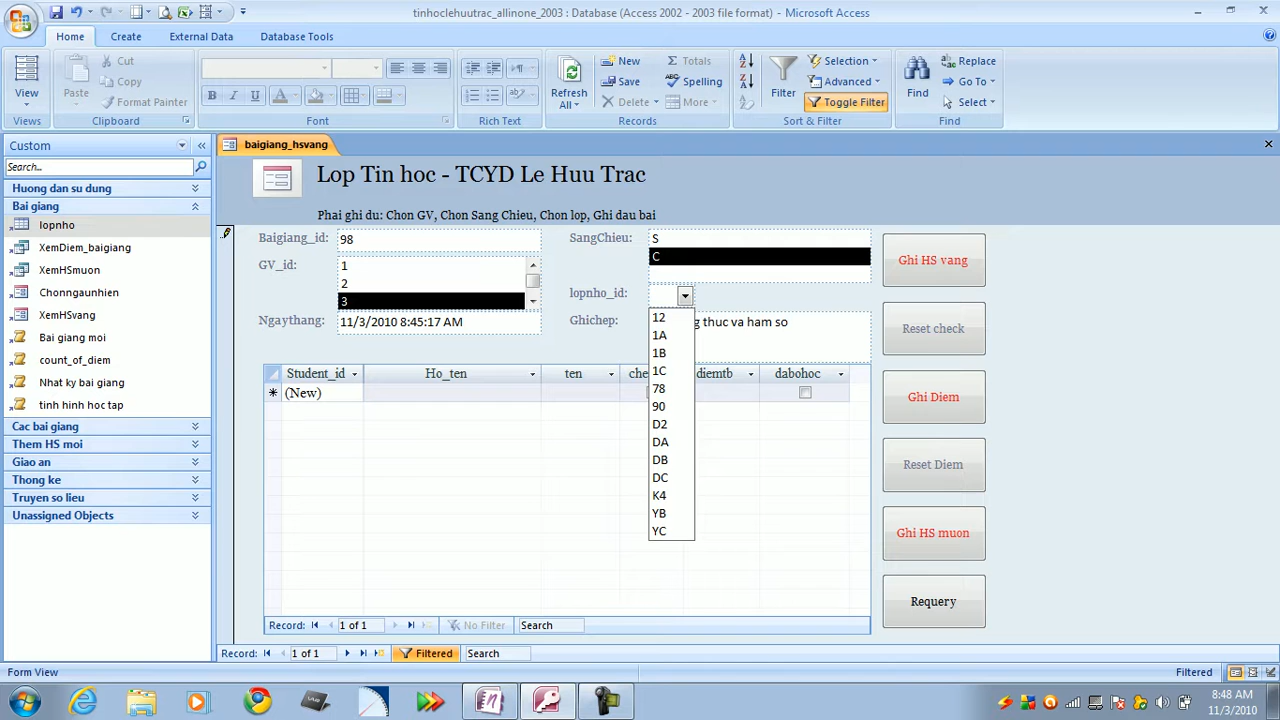 tinhoclehuutrac_allinone_2003 : Database (Access 2002 - 2003 file format) - Microsoft Access
Home Create External Data Database Tools
View
Views
Paste
Cut
Copy
Format Painter
Clipboard
B I U A
Font
Rich Text
Refresh All
New
Save
Delete
Totals
Spelling
More
Records
Filter
Selection
Advanced
Toggle Filter
Sort & Filter
Find
Replace
Go To
Select
Find
Custom
Search...
Huong dan su dung
Bai giang
lopnho
XemDiem_baigiang
XemHSmuon
Chonngaunhien
XemHSvang
Bai giang moi
count_of_diem
Nhat ky bai giang
tinh hinh hoc tap
Cac bai giang
Them HS moi
Giao an
Thong ke
Truyen so lieu
Unassigned Objects
baigiang_hsvang
Lop Tin hoc - TCYD Le Huu Trac
Phai ghi du: Chon GV, Chon Sang Chieu, Chon lop, Ghi dau bai
Baigiang_id: 98
GV_id: 1
2
3
Ngaythang: 11/3/2010 8:45:17 AM
SangChieu: S
C
lopnho_id:
Ghichep: g thuc va ham so
12
1A
1B
1C
78
90
D2
DA
DB
DC
K4
YB
YC
Student_id Ho_ten ten che diemtb dabohoc
(New)
Record: 1 of 1 No Filter Search
Ghi HS vang
Reset check
Ghi Diem
Reset Diem
Ghi HS muon
Requery
Record: 1 of 1 Filtered Search
Form View Filtered
8:48 AM
11/3/2010